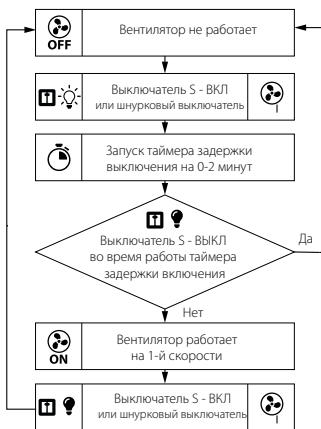 OFF
Вентилятор не работает
Выключатель S - ВКЛ
или шнурковый выключатель
Запуск таймера задержки
выключения на 0-2 минут
Выключатель S - ВЫКЛ
во время работы таймера
задержки включения
Да
Нет
ON
Вентилятор работает
на 1-й скорости
Выключатель S - ВКЛ
или шнурковый выключатель